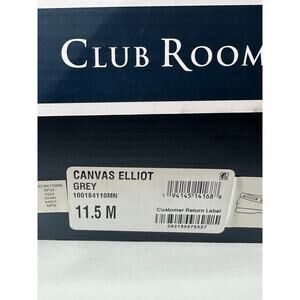 CLUB ROOM
CANVAS ELLIOT
GREY
100184110MN
11.5 M
Customer Return Label